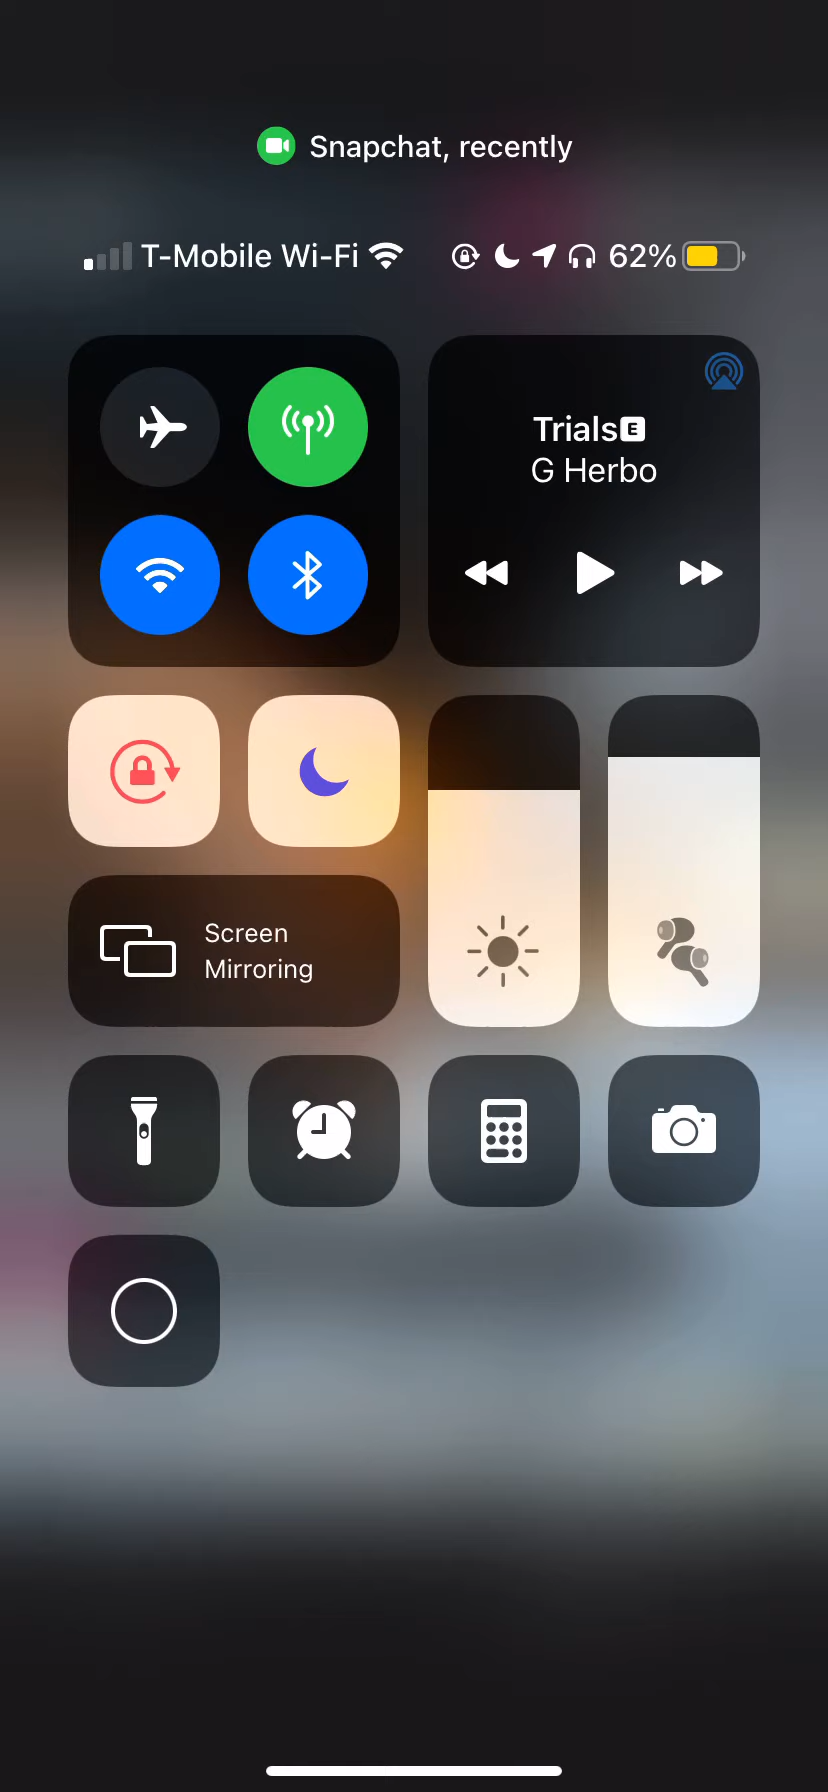 Snapchat, recently
T-Mobile Wi-Fi 62%
Trials E
G Herbo
Screen
Mirroring